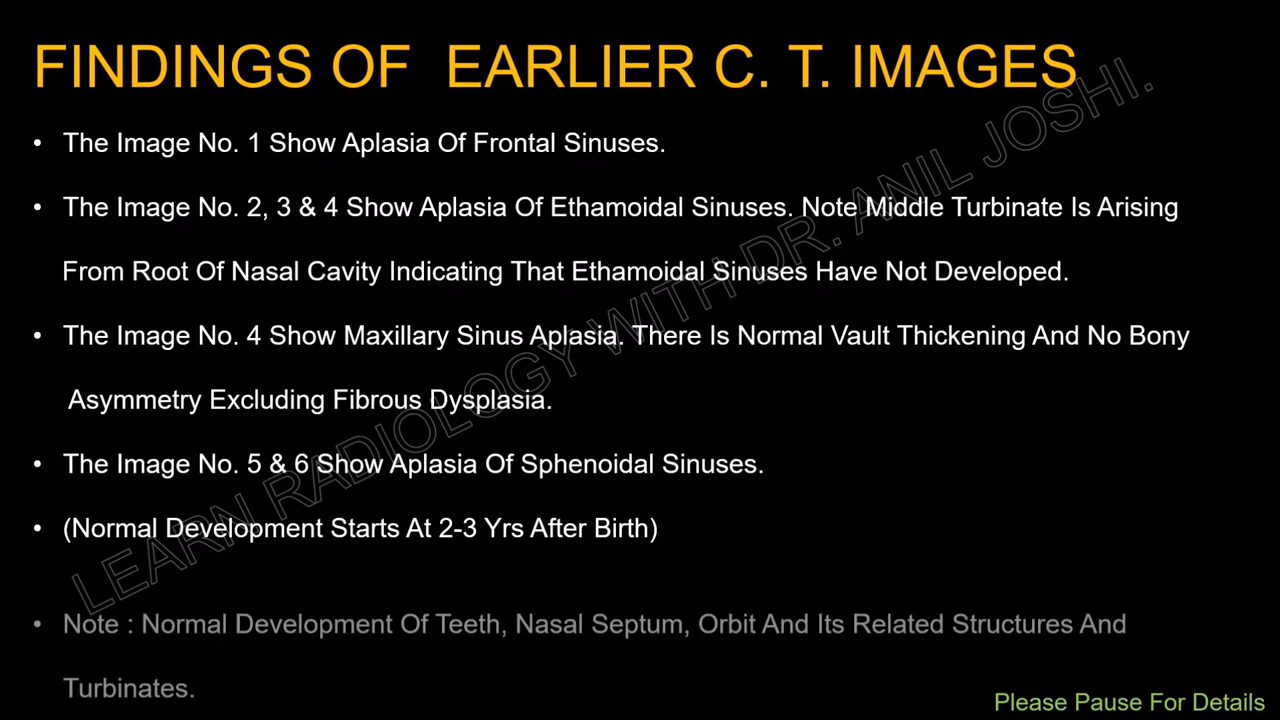 FINDINGS OF EARLIER C. T. IMAGES
• The Image No. 1 Show Aplasia Of Frontal Sinuses.
• The Image No. 2, 3 & 4 Show Aplasia Of Ethamoidal Sinuses. Note Middle Turbinate Is Arising
From Root Of Nasal Cavity Indicating That Ethamoidal Sinuses Have Not Developed.
• The Image No. 4 Show Maxillary Sinus Aplasia. There Is Normal Vault Thickening And No Bony
Asymmetry Excluding Fibrous Dysplasia.
• The Image No. 5 & 6 Show Aplasia Of Sphenoidal Sinuses.
• (Normal Development Starts At 2-3 Yrs After Birth)
• Note : Normal Development Of Teeth, Nasal Septum, Orbit And Its Related Structures And
Turbinates.
Please Pause For Details
LEARN RADIOLOGY WITH DR. ANIL JOSHI.